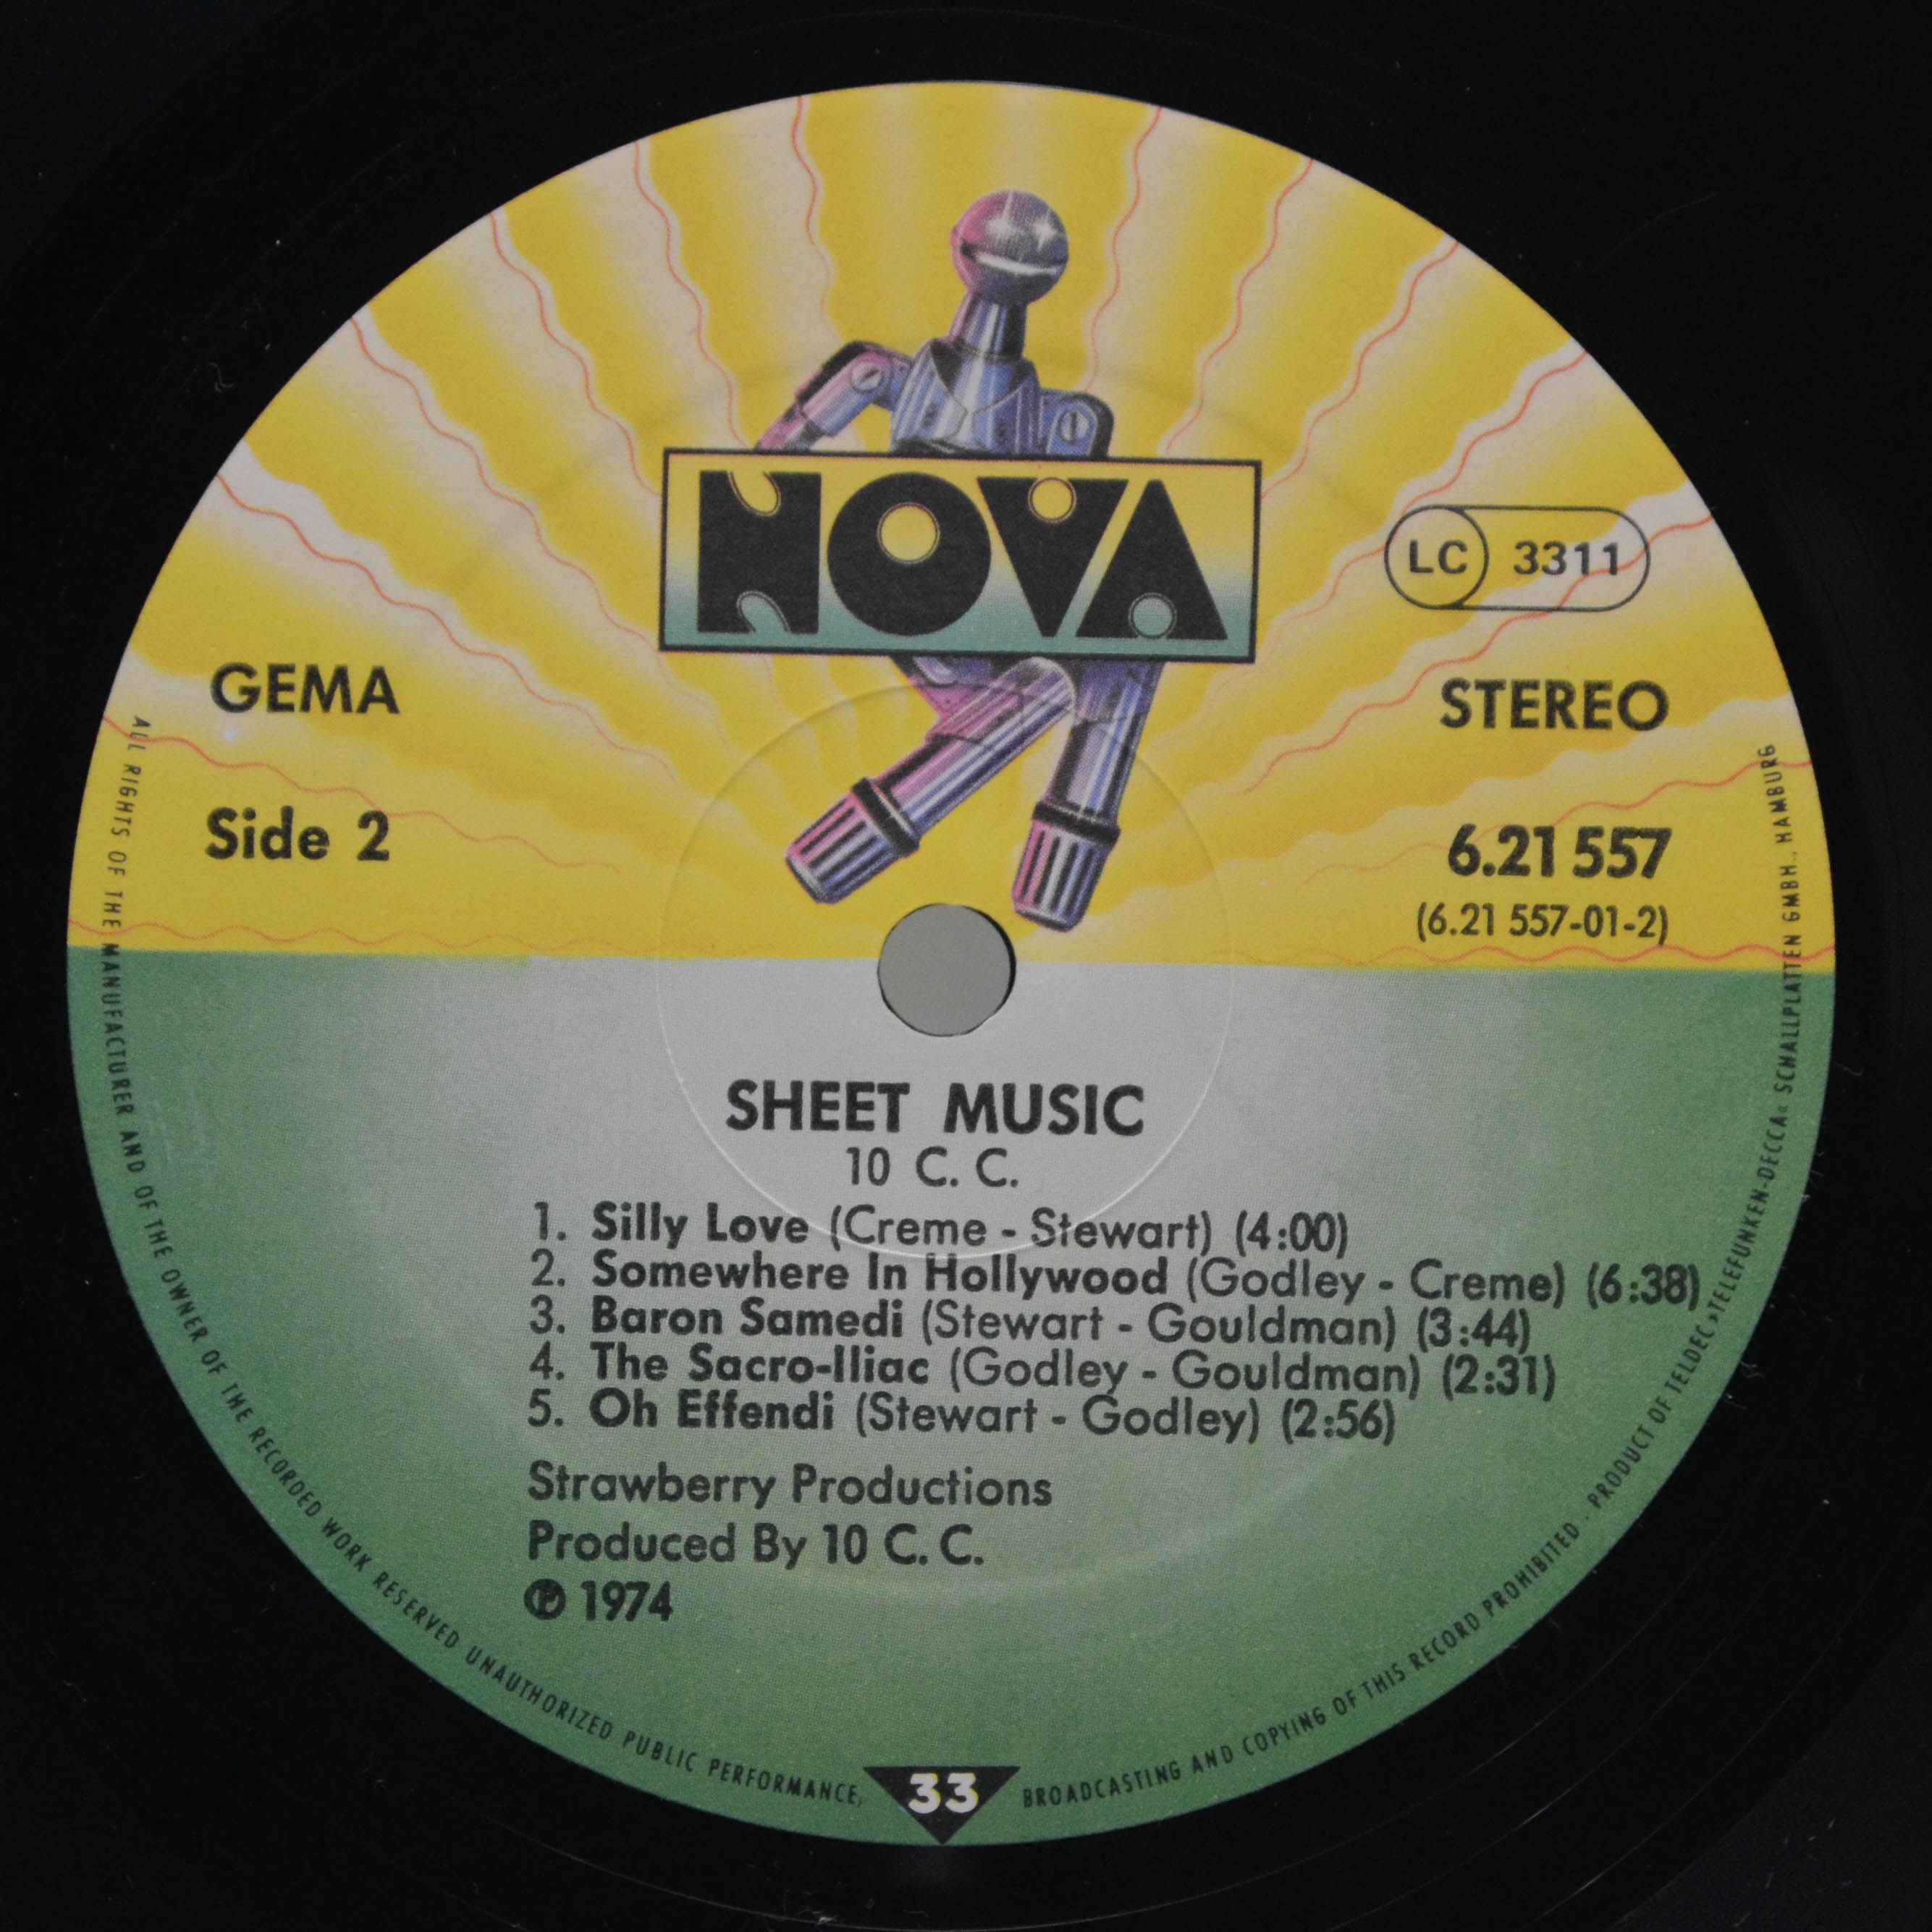 NOVA
LC 3311
GEMA
STEREO
Side 2
6.21 557
(6.21 557-01-2)
SHEET MUSIC
10 C. C.
1. Silly Love (Creme - Stewart) (4:00)
2. Somewhere In Hollywood (Godley - Creme) (6:38)
3. Baron Samedi (Stewart - Gouldman) (3:44)
4. The Sacro-Iliac (Godley - Gouldman) (2:31)
5. Oh Effendi (Stewart - Godley) (2:56)
Strawberry Productions
Produced By 10 C. C.
℗ 1974
33
ALL RIGHTS OF THE MANUFACTURER AND OF THE OWNER OF THE RECORDED WORK RESERVED UNAUTHORIZED PUBLIC PERFORMANCE, BROADCASTING AND COPYING OF THIS RECORD PROHIBITED . PRODUCT OF TELDEC »TELEFUNKEN-DECCA« SCHALLPLATTEN GMBH., HAMBURG